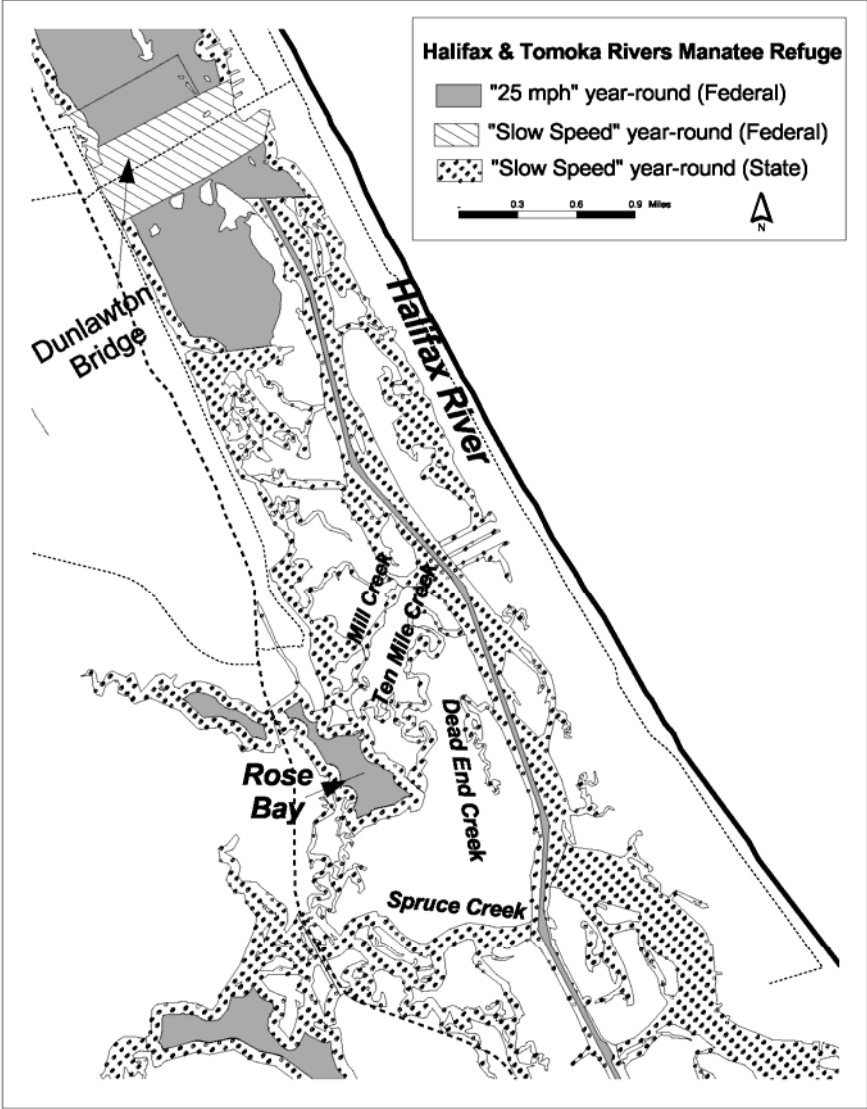 Halifax & Tomoka Rivers Manatee Refuge
"25 mph" year-round (Federal)
"Slow Speed" year-round (Federal)
"Slow Speed" year-round (State)
0.3 0.6 0.9 Miles
N
Dunlawton
Bridge
Halifax River
Mill Creek
Ten Mile Creek
Dead End Creek
Rose
Bay
Spruce Creek